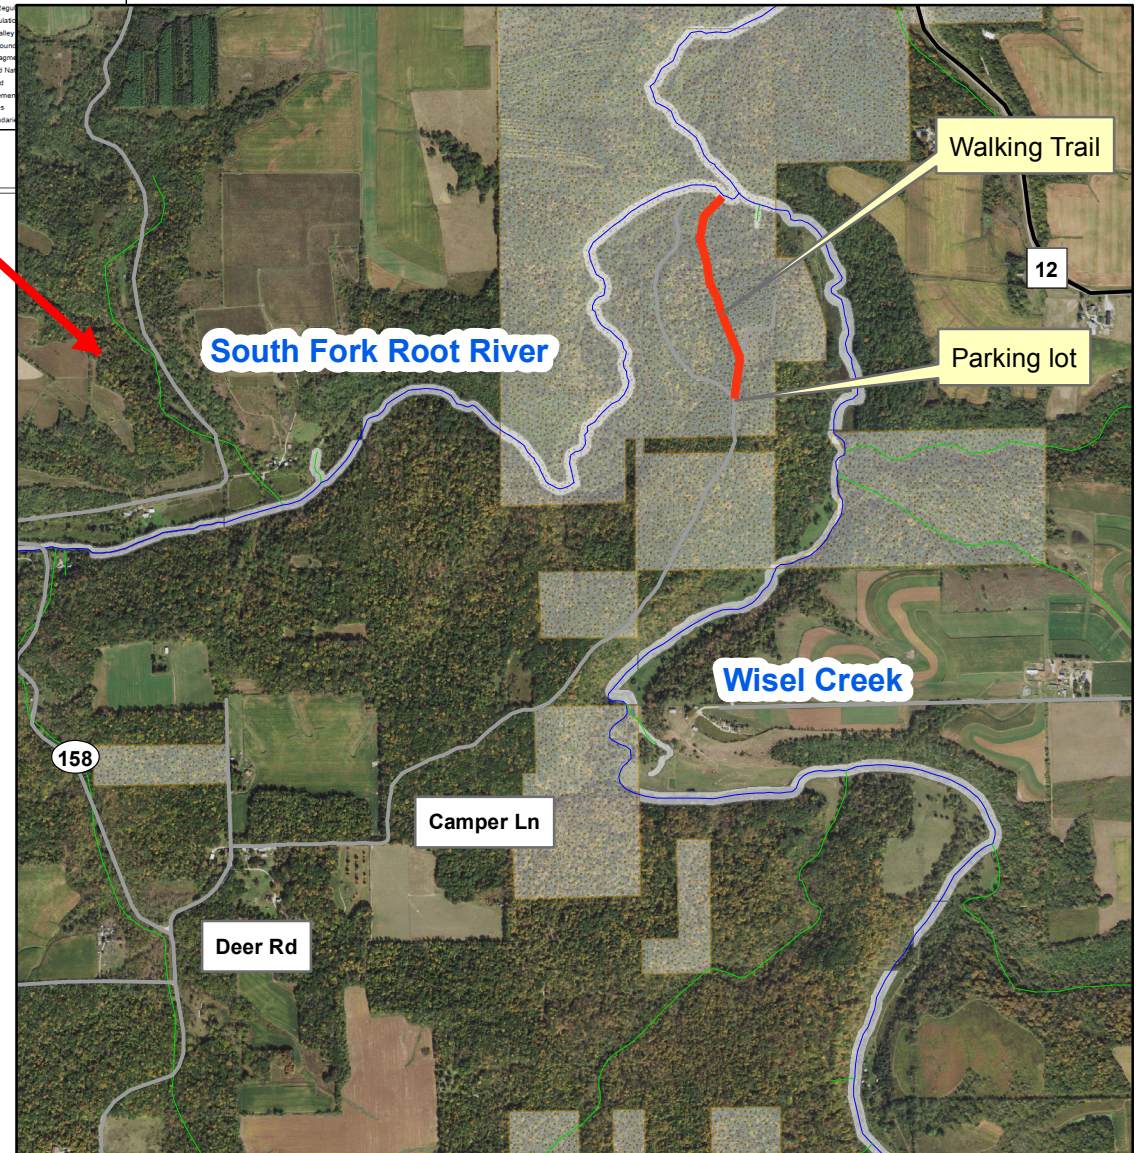 Walking Trail
12
South Fork Root River
Parking lot
Wisel Creek
158
Camper Ln
Deer Rd